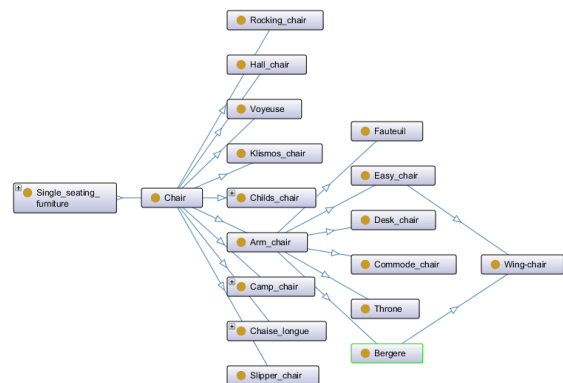 Rocking_chair
Hall_chair
Voyeuse
Klismos_chair
Single_seating_
furniture
Chair
Childs_chair
Arm_chair
Camp_chair
Chaise_longue
Slipper_chair
Fauteuil
Easy_chair
Desk_chair
Commode_chair
Throne
Bergere
Wing-chair